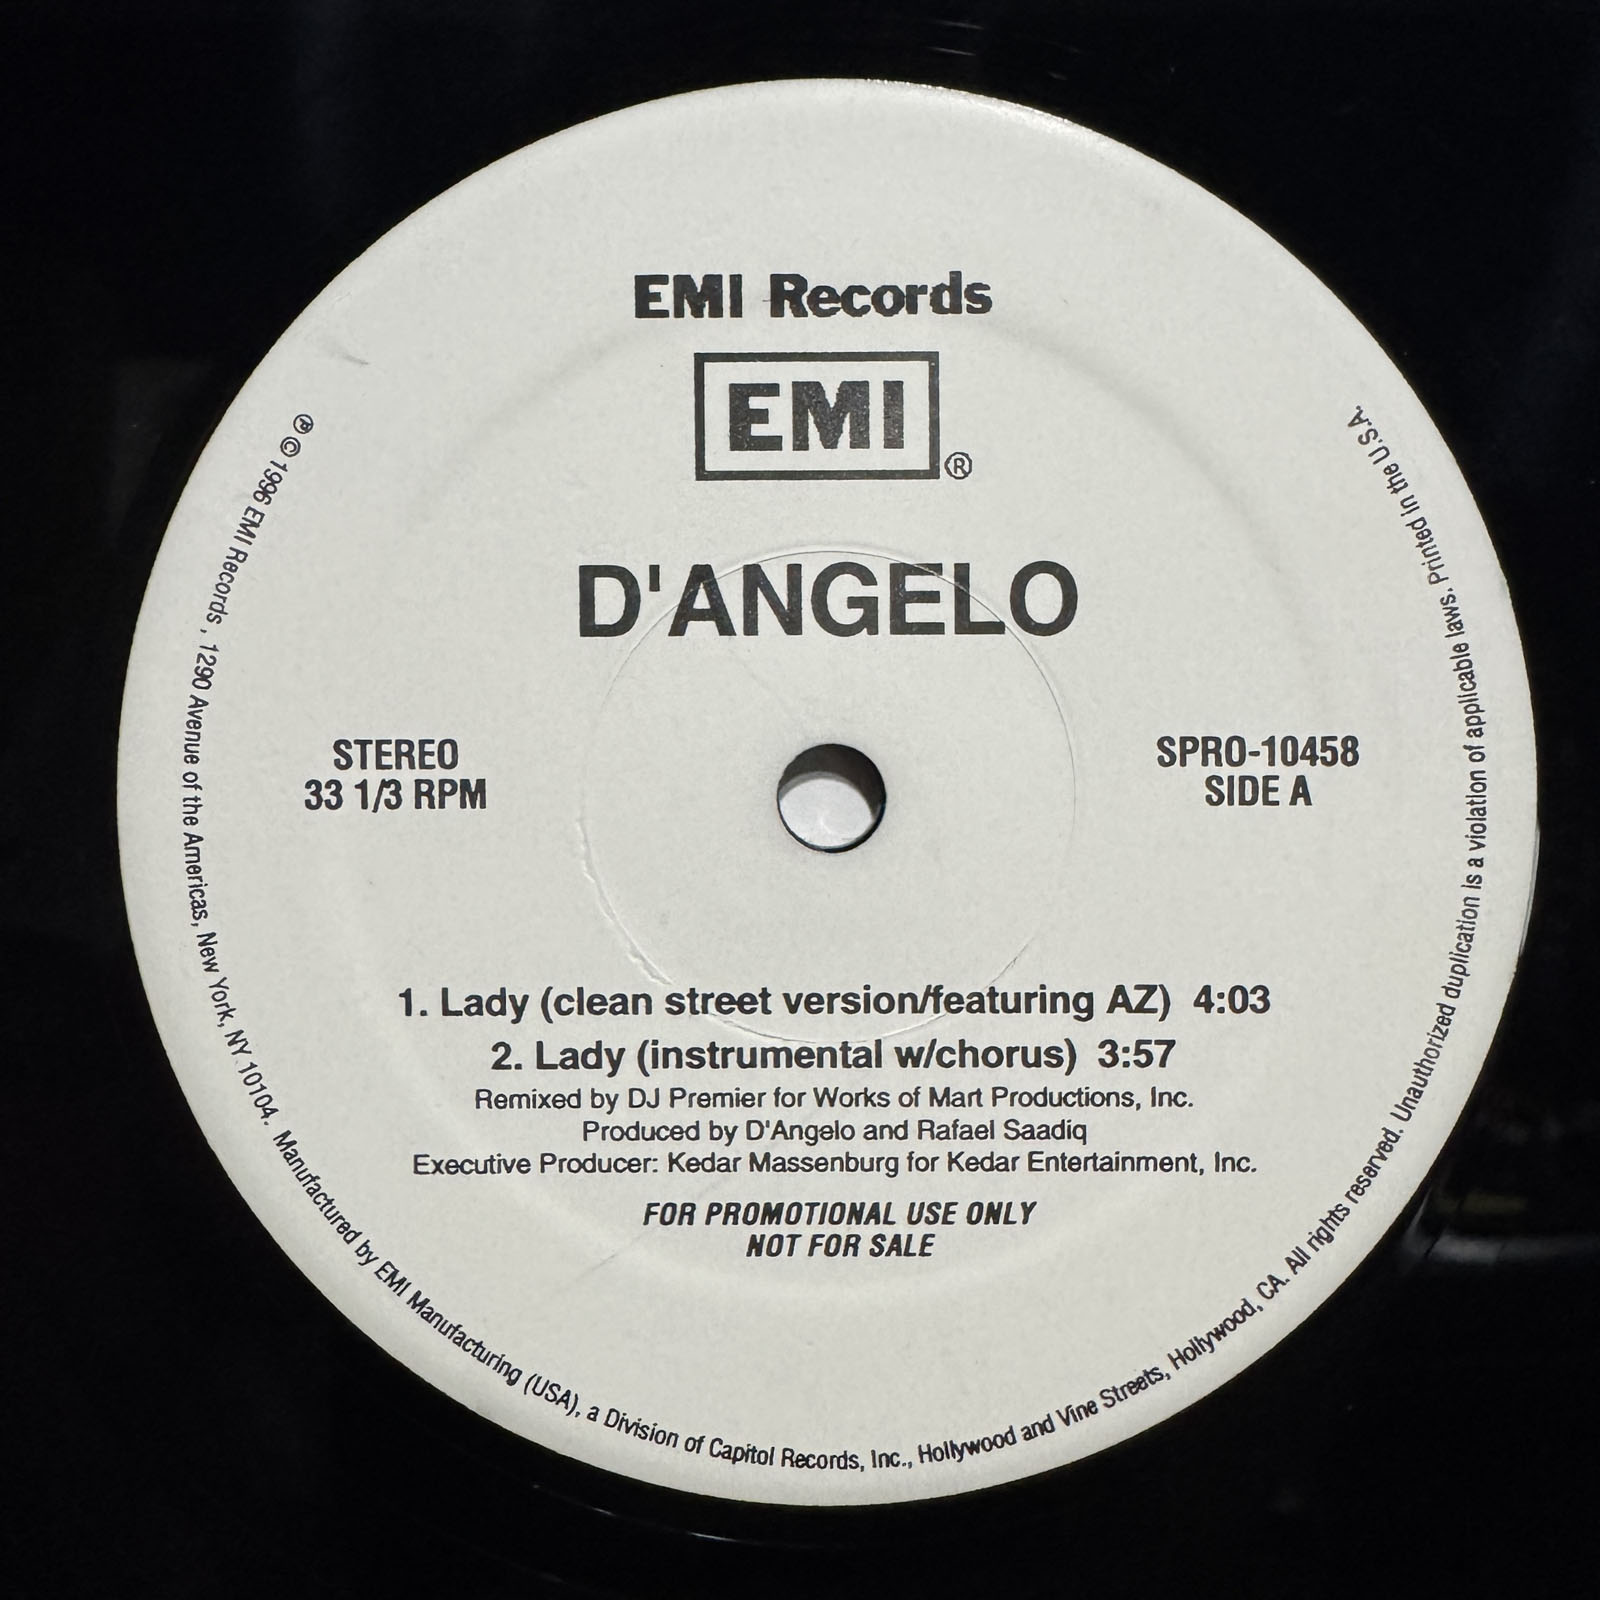 EMI Records
EMI®
D'ANGELO
STEREO
33 1/3 RPM
SPRO-10458
SIDE A
1. Lady (clean street version/featuring AZ) 4:03
2. Lady (instrumental w/chorus) 3:57
Remixed by DJ Premier for Works of Mart Productions, Inc.
Produced by D'Angelo and Rafael Saadiq
Executive Producer: Kedar Massenburg for Kedar Entertainment, Inc.
FOR PROMOTIONAL USE ONLY
NOT FOR SALE
℗ © 1996 EMI Records , 1290 Avenue of the Americas, New York, NY 10104. Manufactured by EMI Manufacturing (USA), a Division of Capitol Records, Inc., Hollywood and Vine Streets, Hollywood, CA. All rights reserved. Unauthorized duplication is a violation of applicable laws. Printed in the U.S.A.